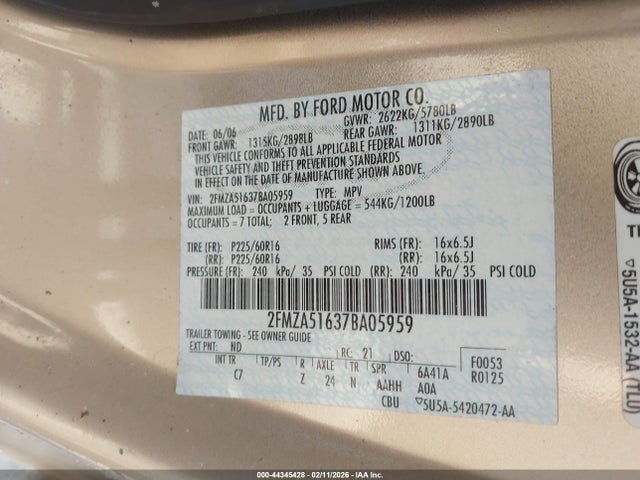 MFD. BY FORD MOTOR CO.
DATE: 06/06 GVWR: 2622KG/5780LB
FRONT GAWR: 1315KG/2898LB REAR GAWR: 1311KG/2890LB
THIS VEHICLE CONFORMS TO ALL APPLICABLE FEDERAL MOTOR
VEHICLE SAFETY AND THEFT PREVENTION STANDARDS
IN EFFECT ON THE DATE OF MANUFACTURE SHOWN ABOVE.
VIN: 2FMZA51637BA05959 TYPE: MPV
MAXIMUM LOAD = OCCUPANTS + LUGGAGE = 544KG/1200LB
OCCUPANTS = 7 TOTAL: 2 FRONT, 5 REAR
TIRE (FR): P225/60R16 RIMS (FR): 16x6.5J
(RR): P225/60R16 (RR): 16x6.5J
PRESSURE (FR): 240 kPa/ 35 PSI COLD (RR): 240 kPa/ 35 PSI COLD
2FMZA51637BA05959
TRAILER TOWING - SEE OWNER GUIDE
EXT PNT: ND RC: 21 DSO: F0053
INT TR TP/PS R AXLE TR SPR 6A41A R0125
C7 Z 24 N AAHH A0A
CBU ▽5U5A-5420472-AA
▽5U5A-1532-AA (TL0)
000-44345428 - 02/11/2026 - IAA Inc.